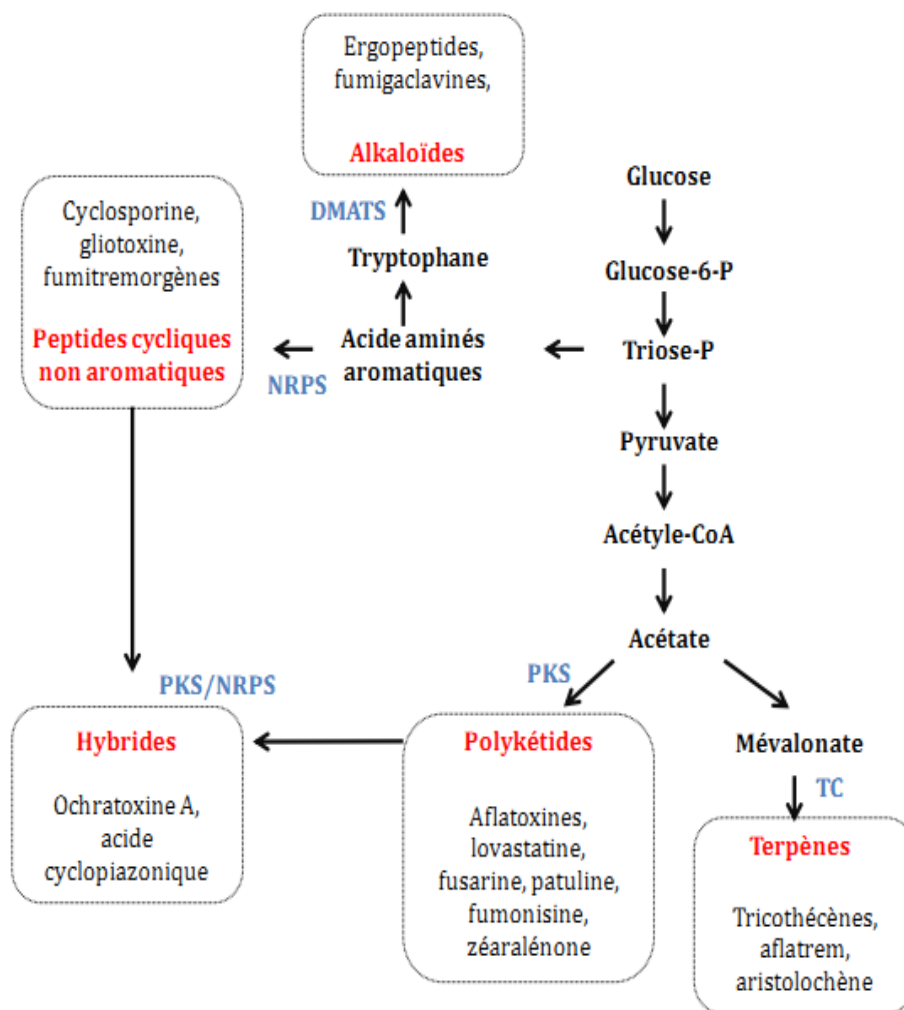 Ergopeptides,
fumigaclavines,
Alkaloïdes
DMATS
Tryptophane
Acide aminés
aromatiques
NRPS
Cyclosporine,
gliotoxine,
fumitremorgènes
Peptides cycliques
non aromatiques
Glucose
Glucose-6-P
Triose-P
Pyruvate
Acétyle-CoA
Acétate
PKS
PKS/NRPS
Hybrides
Ochratoxine A,
acide
cyclopiazonique
Polykétides
Aflatoxines,
lovastatine,
fusarine, patuline,
fumonisine,
zéaralénone
Mévalonate
TC
Terpènes
Tricothécènes,
aflatrem,
aristolochène